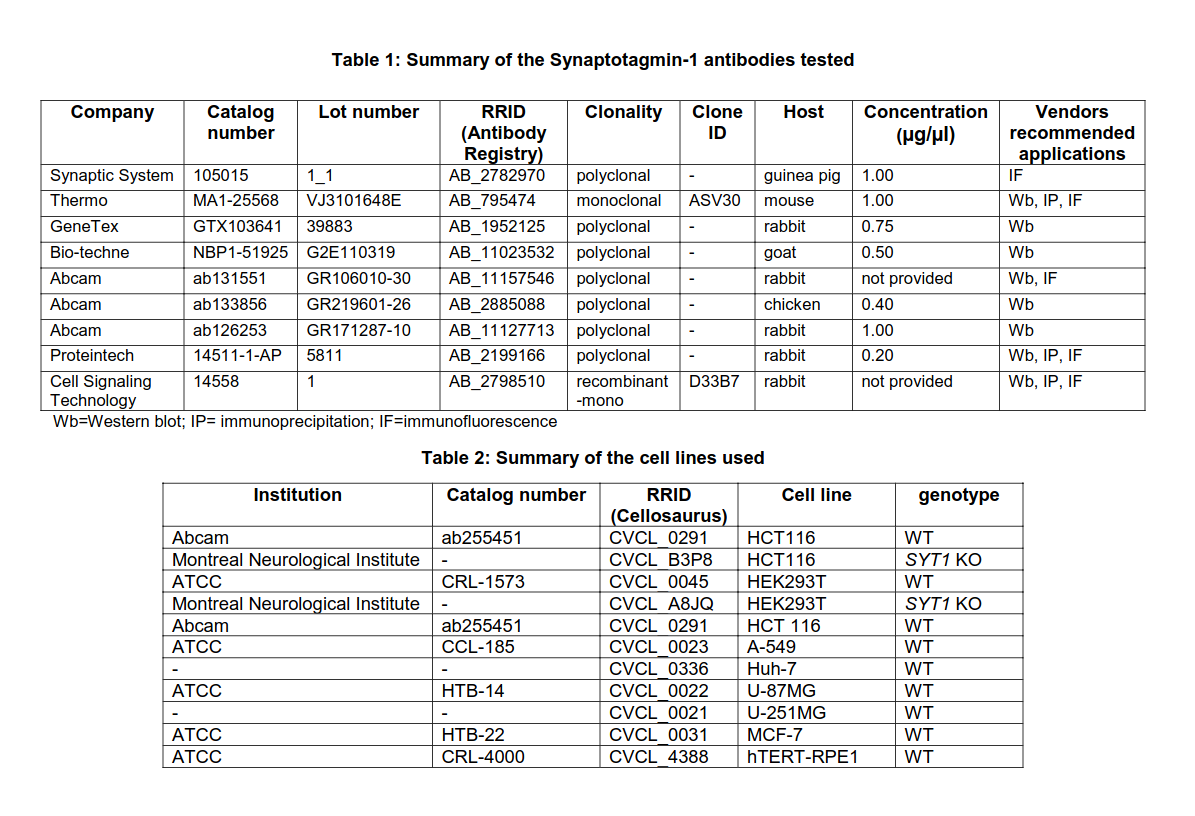 Table 1: Summary of the Synaptotagmin-1 antibodies tested
Company Catalog number Lot number RRID (Antibody Registry) Clonality Clone ID Host Concentration (µg/µl) Vendors recommended applications
Synaptic System 105015 1_1 AB_2782970 polyclonal - guinea pig 1.00 IF
Thermo MA1-25568 VJ3101648E AB_795474 monoclonal ASV30 mouse 1.00 Wb, IP, IF
GeneTex GTX103641 39883 AB_1952125 polyclonal - rabbit 0.75 Wb
Bio-techne NBP1-51925 G2E110319 AB_11023532 polyclonal - goat 0.50 Wb
Abcam ab131551 GR106010-30 AB_11157546 polyclonal - rabbit not provided Wb, IF
Abcam ab133856 GR219601-26 AB_2885088 polyclonal - chicken 0.40 Wb
Abcam ab126253 GR171287-10 AB_11127713 polyclonal - rabbit 1.00 Wb
Proteintech 14511-1-AP 5811 AB_2199166 polyclonal - rabbit 0.20 Wb, IP, IF
Cell Signaling Technology 14558 1 AB_2798510 recombinant -mono D33B7 rabbit not provided Wb, IP, IF
Wb=Western blot; IP= immunoprecipitation; IF=immunofluorescence
Table 2: Summary of the cell lines used
Institution Catalog number RRID (Cellosaurus) Cell line genotype
Abcam ab255451 CVCL_0291 HCT116 WT
Montreal Neurological Institute - CVCL_B3P8 HCT116 SYT1 KO
ATCC CRL-1573 CVCL_0045 HEK293T WT
Montreal Neurological Institute - CVCL_A8JQ HEK293T SYT1 KO
Abcam ab255451 CVCL_0291 HCT 116 WT
ATCC CCL-185 CVCL_0023 A-549 WT
- - CVCL_0336 Huh-7 WT
ATCC HTB-14 CVCL_0022 U-87MG WT
- - CVCL_0021 U-251MG WT
ATCC HTB-22 CVCL_0031 MCF-7 WT
ATCC CRL-4000 CVCL_4388 hTERT-RPE1 WT